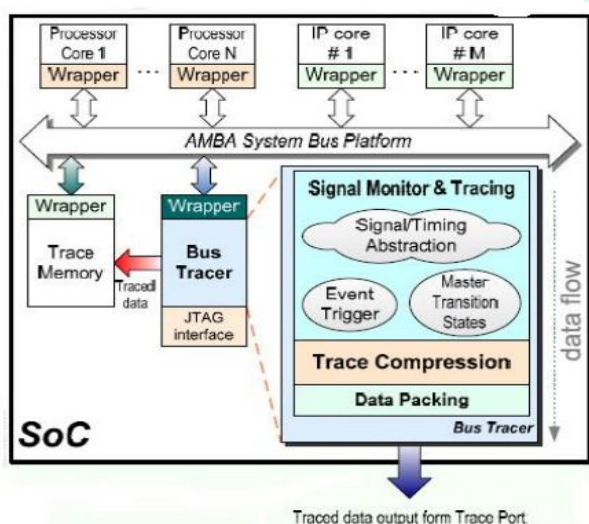 Processor
Core 1
Wrapper
...
Processor
Core N
Wrapper
IP core
# 1
Wrapper
...
IP core
# M
Wrapper
AMBA System Bus Platform
Wrapper
Trace
Memory
Traced
data
Wrapper
Bus
Tracer
JTAG
interface
Signal Monitor & Tracing
Signal/Timing
Abstraction
Event
Trigger
Master
Transition
States
Trace Compression
Data Packing
Bus Tracer
data flow
SoC
Traced data output form Trace Port